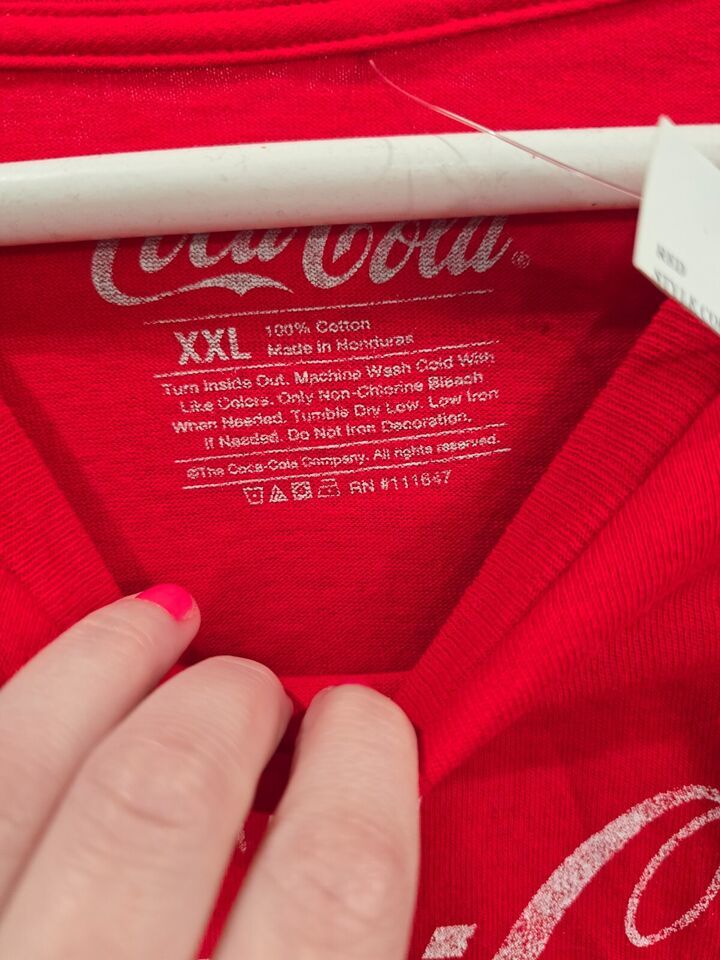 Coca Cola®
XXL
100% Cotton
Made in Honduras
Turn Inside Out. Machine Wash Cold With
Like Colors. Only Non-Chlorine Bleach
When Needed. Tumble Dry Low. Low Iron
If Needed. Do Not Iron Decoration.
©The Coca-Cola Company. All rights reserved.
RN #111647